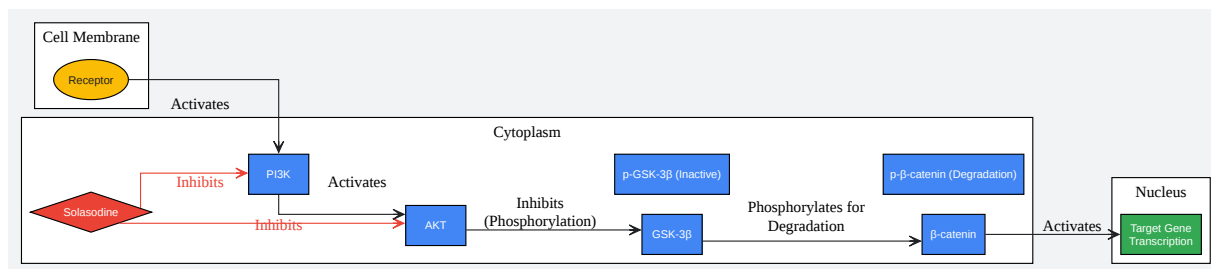 Cell Membrane
Receptor
Activates
Cytoplasm
PI3K
p-GSK-3β (Inactive)
p-β-catenin (Degradation)
Inhibits
Activates
Solasodine
Inhibits
AKT
Inhibits
(Phosphorylation)
GSK-3β
Phosphorylates for
Degradation
β-catenin
Activates
Nucleus
Target Gene
Transcription